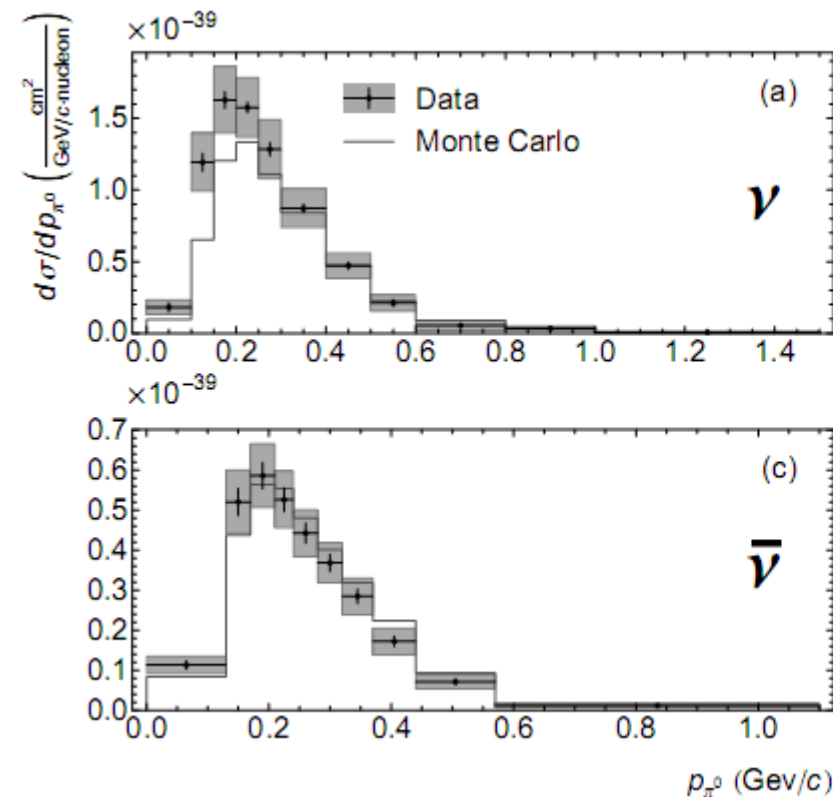 ×10⁻³⁹
dσ/dp_π⁰ (cm²/GeV/c·nucleon)
(a)
Data
Monte Carlo
ν
1.5
1.0
0.5
0.0
0.0 0.2 0.4 0.6 0.8 1.0 1.2 1.4
×10⁻³⁹
(c)
ν̄
0.7
0.6
0.5
0.4
0.3
0.2
0.1
0.0
0.0 0.2 0.4 0.6 0.8 1.0
p_π⁰ (Gev/c)